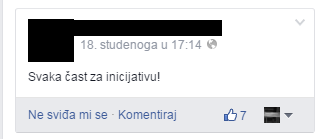 18. studenoga u 17:14
Svaka čast za inicijativu!
Ne sviđa mi se · Komentiraj 7